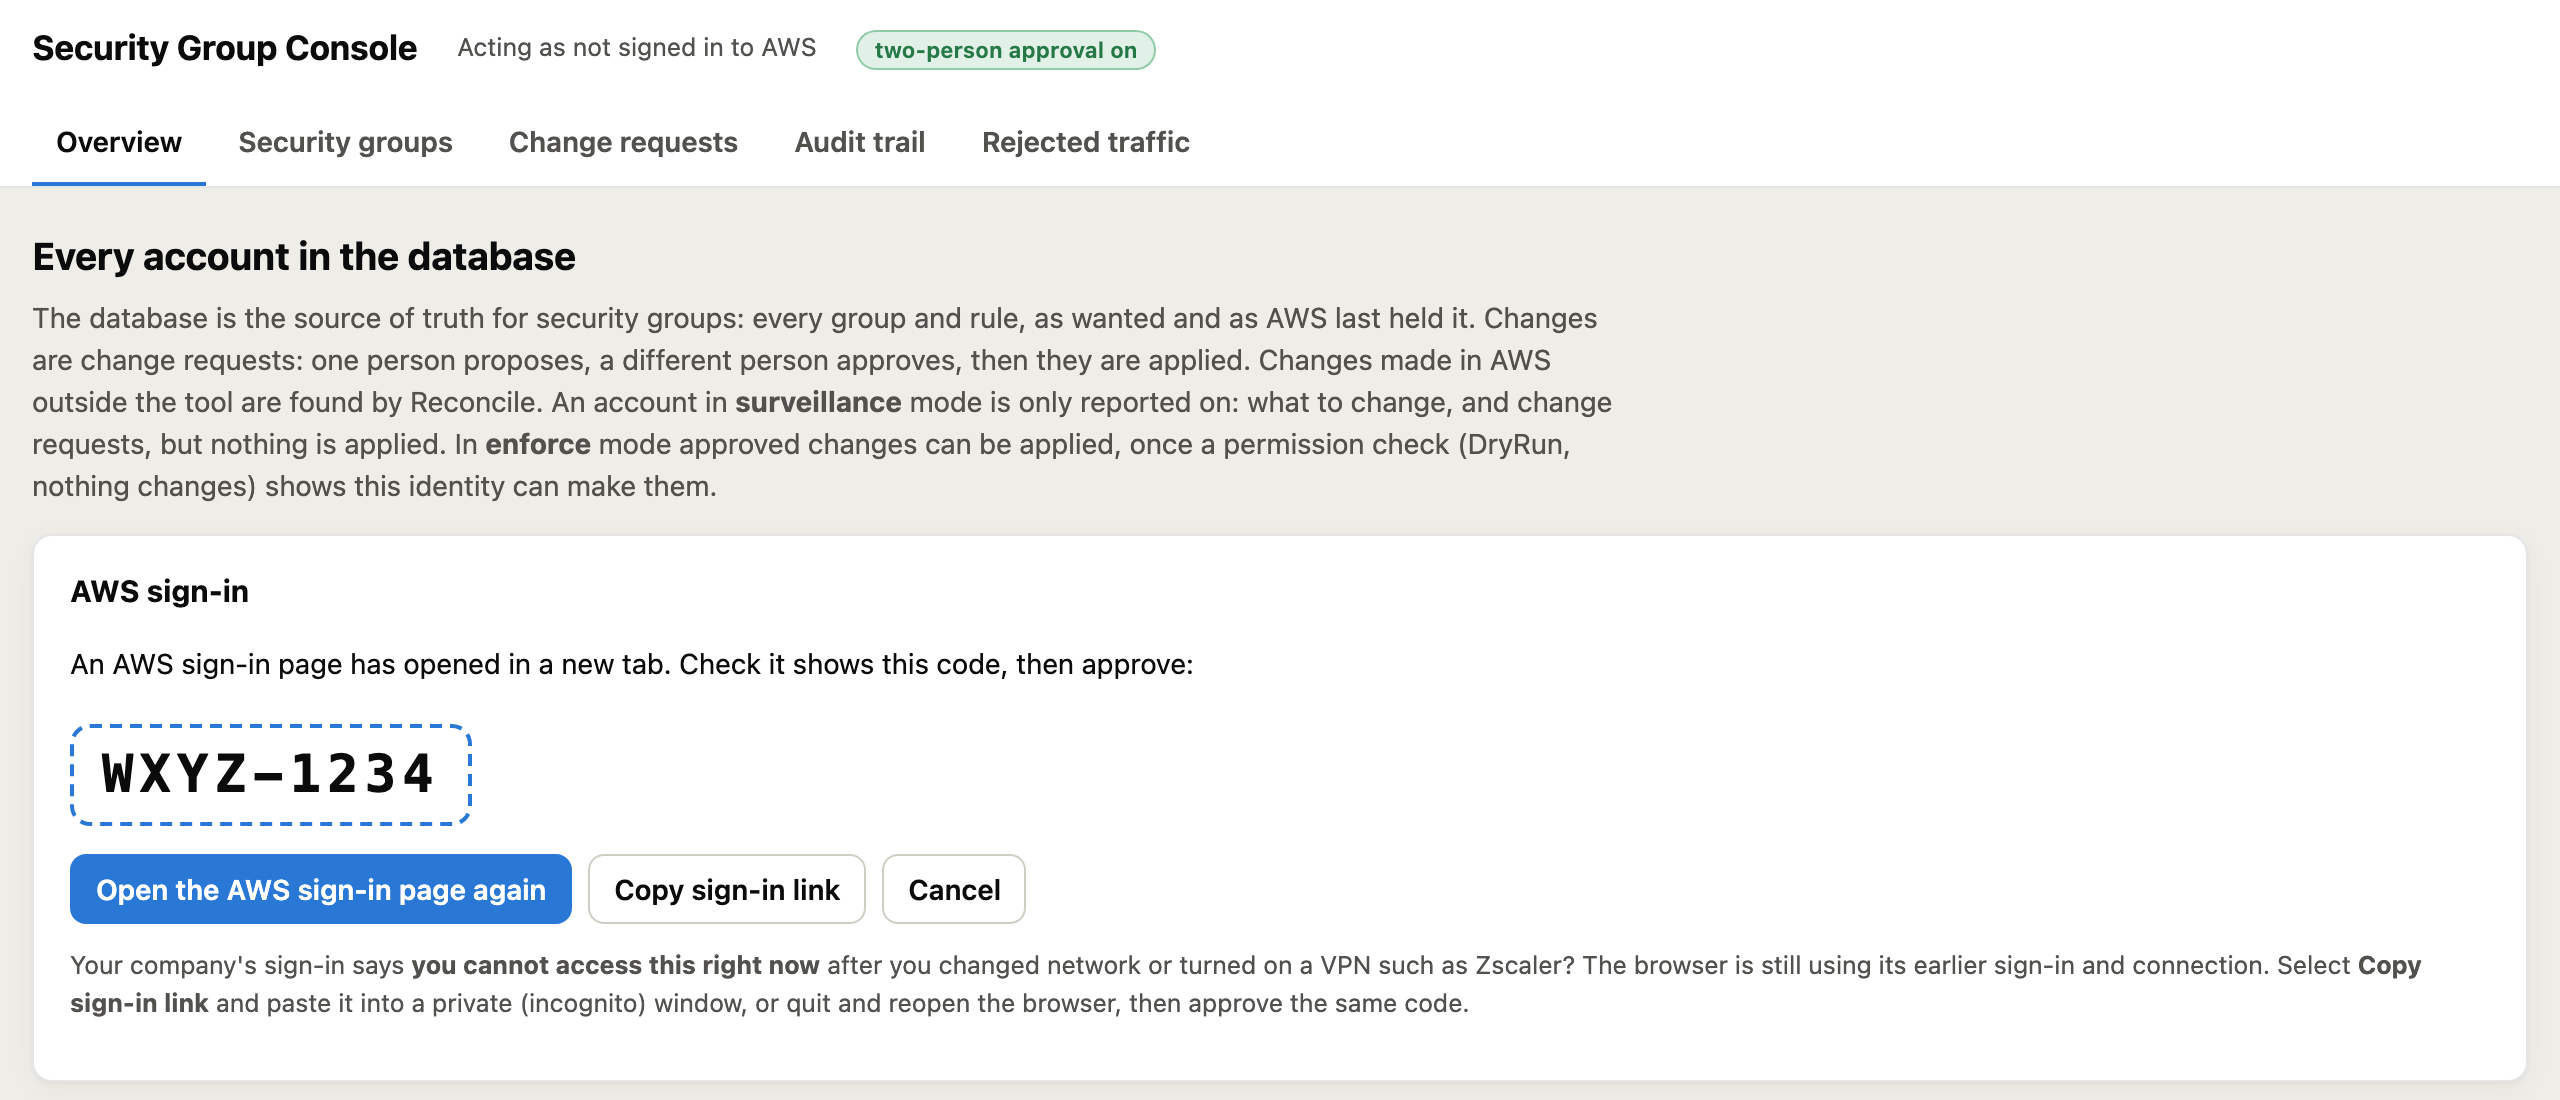 Security Group Console Acting as not signed in to AWS two-person approval on
Overview Security groups Change requests Audit trail Rejected traffic
Every account in the database
The database is the source of truth for security groups: every group and rule, as wanted and as AWS last held it. Changes
are change requests: one person proposes, a different person approves, then they are applied. Changes made in AWS
outside the tool are found by Reconcile. An account in surveillance mode is only reported on: what to change, and change
requests, but nothing is applied. In enforce mode approved changes can be applied, once a permission check (DryRun,
nothing changes) shows this identity can make them.
AWS sign-in
An AWS sign-in page has opened in a new tab. Check it shows this code, then approve:
WXYZ-1234
Open the AWS sign-in page again Copy sign-in link Cancel
Your company's sign-in says you cannot access this right now after you changed network or turned on a VPN such as Zscaler? The browser is still using its earlier sign-in and connection. Select Copy
sign-in link and paste it into a private (incognito) window, or quit and reopen the browser, then approve the same code.